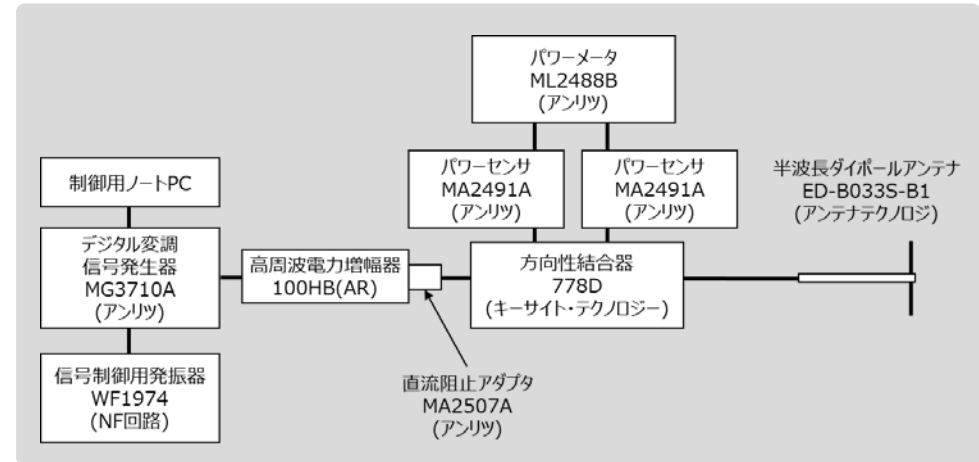 パワーメータ
ML2488B
(アンリツ)
パワーセンサ
MA2491A
(アンリツ)
パワーセンサ
MA2491A
(アンリツ)
半波長ダイポールアンテナ
ED-B033S-B1
(アンテナテクノロジ)
制御用ノートPC
デジタル変調
信号発生器
MG3710A
(アンリツ)
高周波電力増幅器
100HB(AR)
方向性結合器
778D
(キーサイト・テクノロジー)
信号制御用発振器
WF1974
(NF回路)
直流阻止アダプタ
MA2507A
(アンリツ)